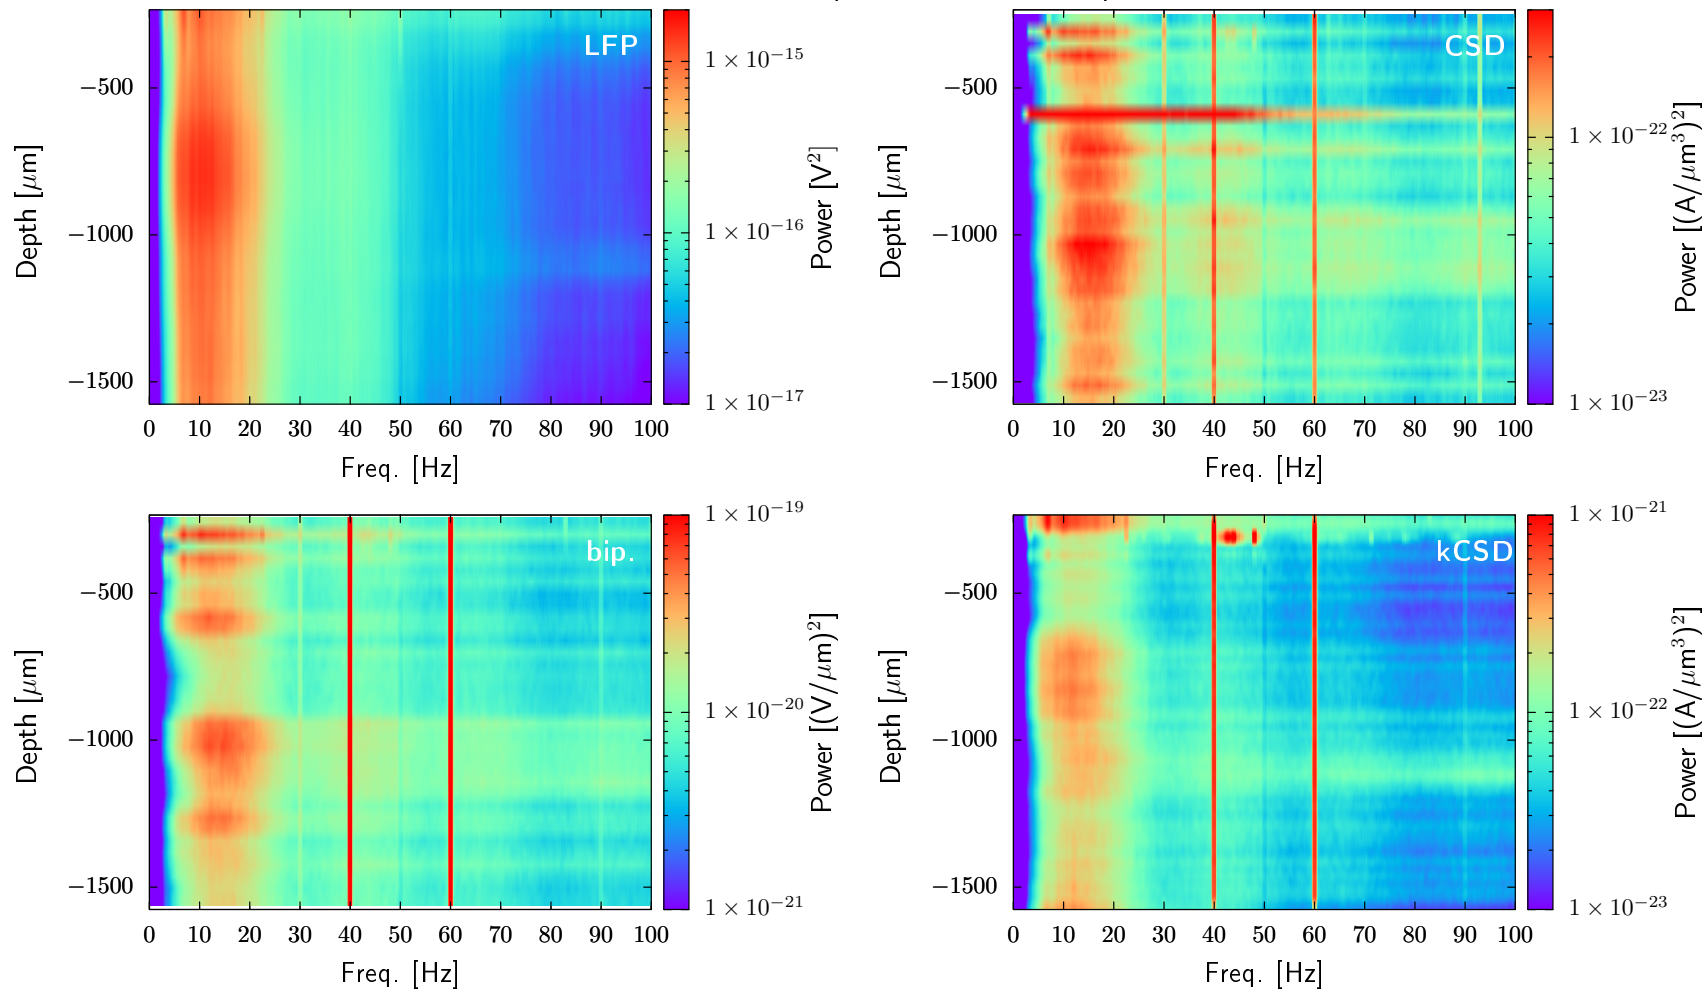 LFP
−500
−1000
−1500
Depth [μm]
0 10 20 30 40 50 60 70 80 90 100
Freq. [Hz]
1 × 10−15
1 × 10−16
1 × 10−17
Power [V2]
CSD
−500
−1000
−1500
Depth [μm]
0 10 20 30 40 50 60 70 80 90 100
Freq. [Hz]
1 × 10−22
1 × 10−23
Power [(A/μm3)2]
bip.
−500
−1000
−1500
Depth [μm]
0 10 20 30 40 50 60 70 80 90 100
Freq. [Hz]
1 × 10−19
1 × 10−20
1 × 10−21
Power [(V/μm)2]
kCSD
−500
−1000
−1500
Depth [μm]
0 10 20 30 40 50 60 70 80 90 100
Freq. [Hz]
1 × 10−21
1 × 10−22
1 × 10−23
Power [(A/μm3)2]